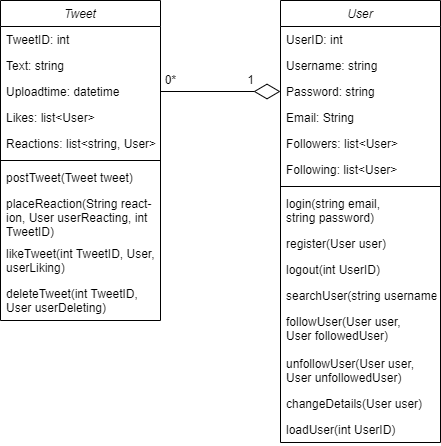 Tweet
TweetID: int
Text: string
Uploadtime: datetime
Likes: list<User>
Reactions: list<string, User>
postTweet(Tweet tweet)
placeReaction(String react-
ion, User userReacting, int
TweetID)
likeTweet(int TweetID, User,
userLiking)
deleteTweet(int TweetID,
User userDeleting)
0*
1
User
UserID: int
Username: string
Password: string
Email: String
Followers: list<User>
Following: list<User>
login(string email,
string password)
register(User user)
logout(int UserID)
searchUser(string username
followUser(User user,
User followedUser)
unfollowUser(User user,
User unfollowedUser)
changeDetails(User user)
loadUser(int UserID)